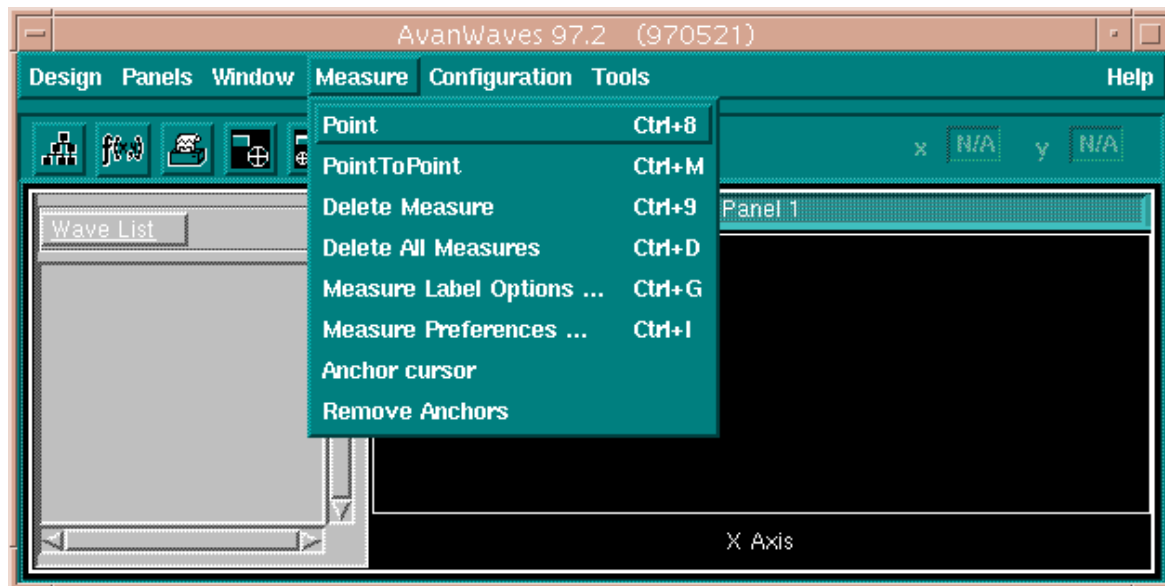 AvanWaves 97.2 (970521)
Design Panels Window Measure Configuration Tools Help
f(x,y) x N/A y N/A
Point Ctrl+8
PointToPoint Ctrl+M
Delete Measure Ctrl+9
Delete All Measures Ctrl+D
Measure Label Options ... Ctrl+G
Measure Preferences ... Ctrl+I
Anchor cursor
Remove Anchors
Wave List
Panel 1
X Axis